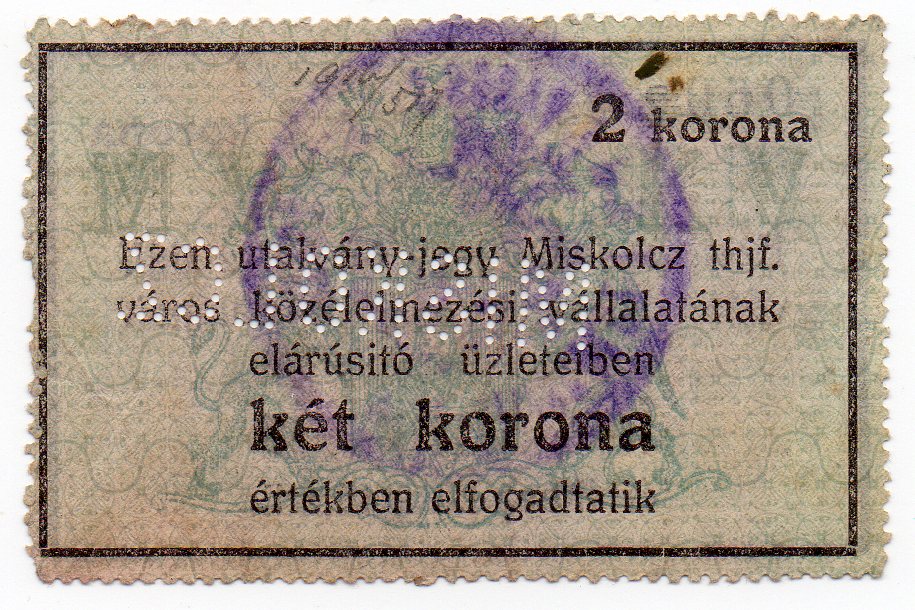 2 korona
Ezen utalvány-jegy Miskolcz thjf.
város közélelmezési vállalatának
elárúsitó üzleteiben
két korona
értékben elfogadtatik